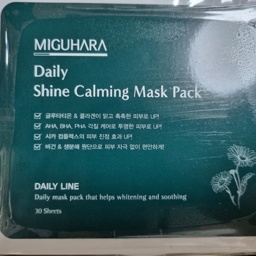 MIGUHARA
Daily
Shine Calming Mask Pack
글루타티온 & 콜라겐이 맑고 촉촉한 피부로 UP!
AHA, BHA, PHA 각질 케어로 투명한 피부로 UP!
시카 컴플렉스의 피부 진정 효과 UP!
비건 & 생분해 원단으로 피부 자극 없이 편안하게!
DAILY LINE
Daily mask pack that helps whitening and soothing
30 Sheets